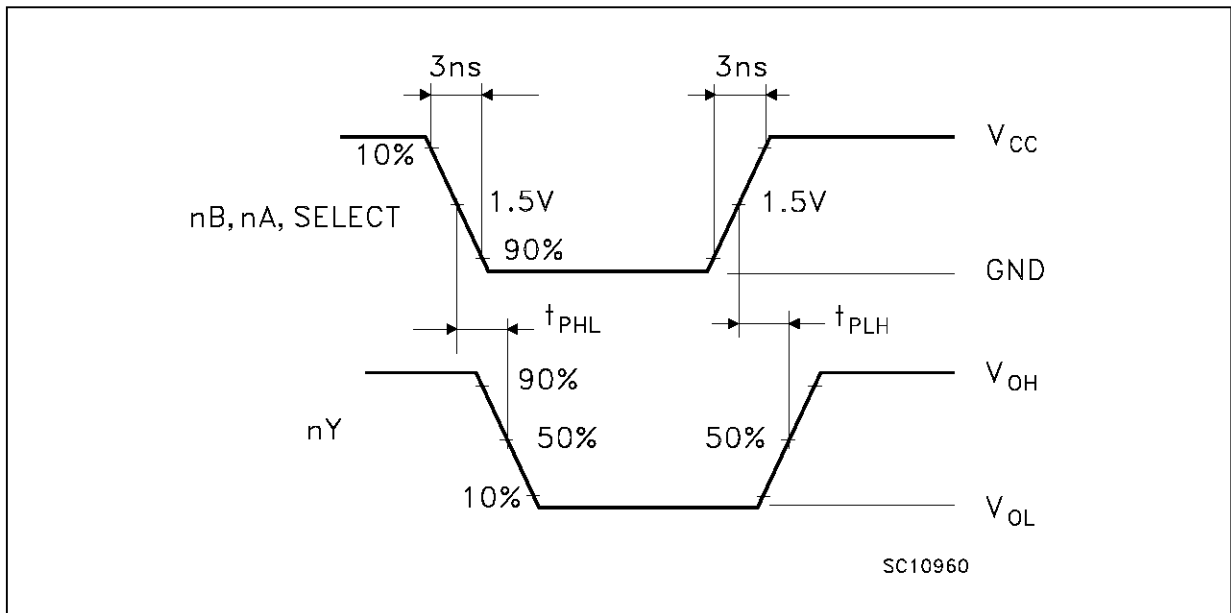 3ns
3ns
10%
V_CC
nB, nA, SELECT
1.5V
1.5V
90%
GND
t_PHL
t_PLH
90%
V_OH
nY
50%
50%
10%
V_OL
SC10960